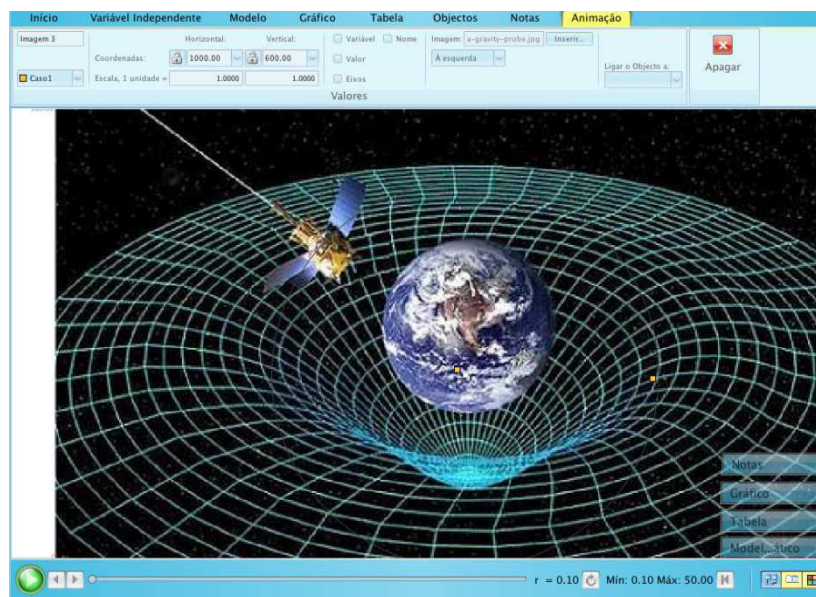 Início Variável Independente Modelo Gráfico Tabela Objectos Notas Animação
Imagem 3 Horizontal: Vertical: Variável Nome Imagem: a-gravity-probe.jpg Inserir...
Coordenadas: 1000.00 600.00 Valor À esquerda Ligar o Objecto a: Apagar
Caso1 Escala, 1 unidade = 1.0000 1.0000 Eixos
Valores
Notas
Gráfico
Tabela
Model...ático
r = 0.10 Mín: 0.10 Máx: 50.00